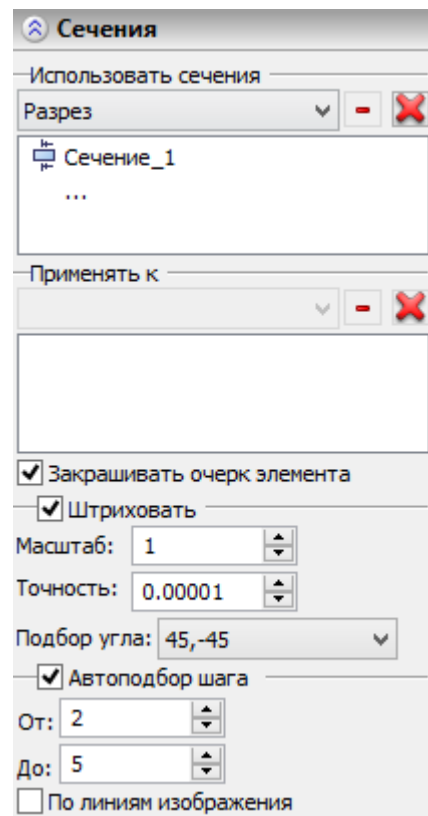 Сечения
Использовать сечения
Разрез
Сечение_1
...
Применять к
Закрашивать очерк элемента
Штриховать
Масштаб: 1
Точность: 0.00001
Подбор угла: 45,-45
Автоподбор шага
От: 2
До: 5
По линиям изображения